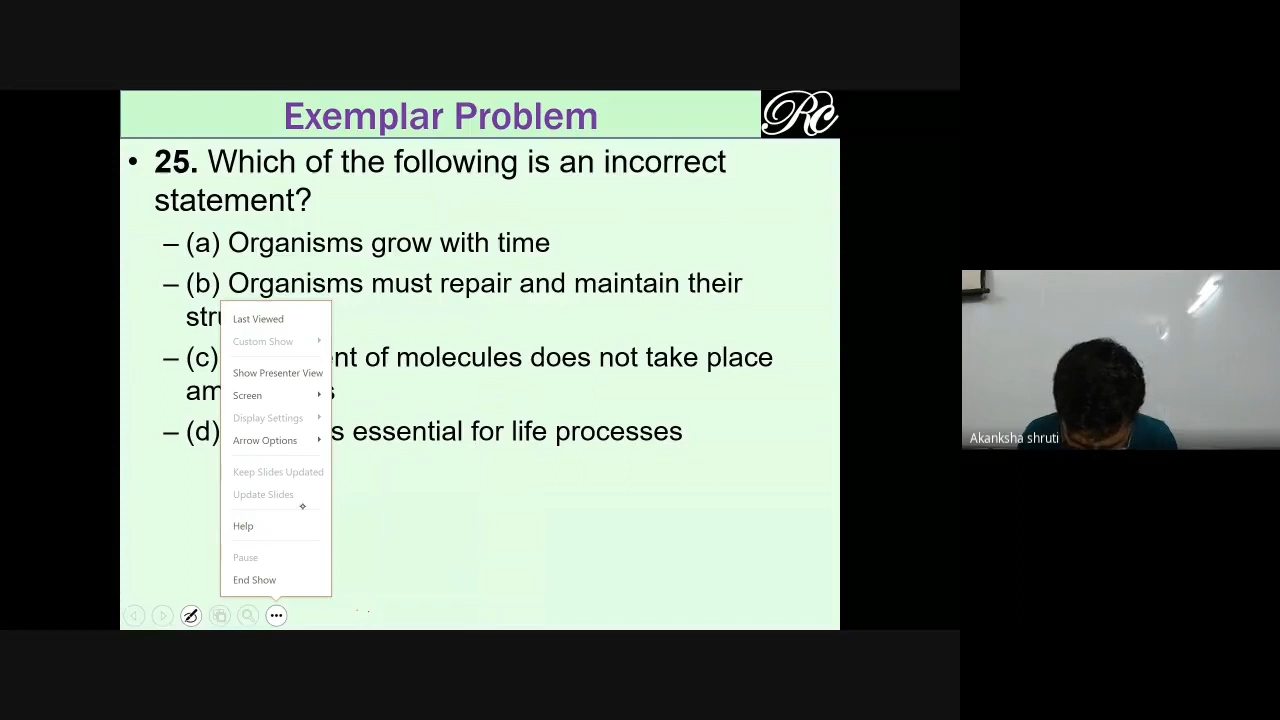 Exemplar Problem
Rc
• 25. Which of the following is an incorrect
statement?
– (a) Organisms grow with time
– (b) Organisms must repair and maintain their
str
– (c) nt of molecules does not take place
am s
– (d) s essential for life processes
Last Viewed
Custom Show
Show Presenter View
Screen
Display Settings
Arrow Options
Keep Slides Updated
Update Slides
Help
Pause
End Show
Akanksha shruti